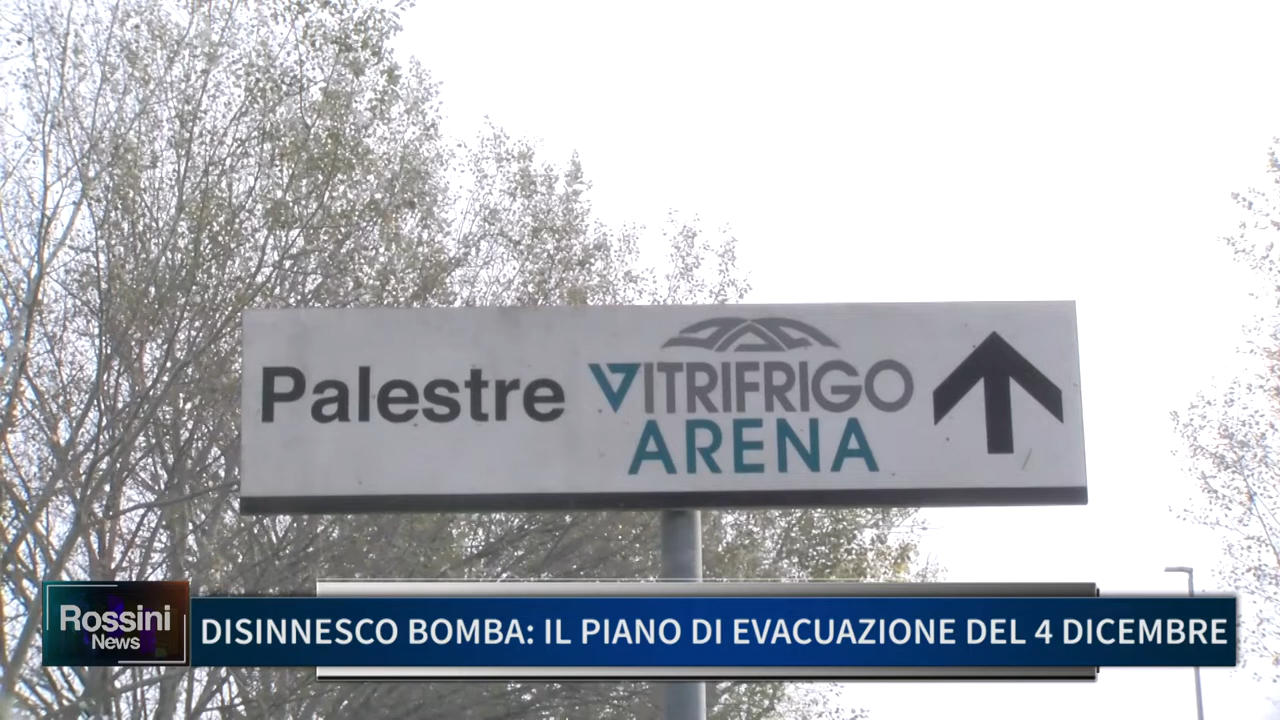 Palestre
VITRIFRIGO
ARENA
Rossini
News
DISINNESCO BOMBA: IL PIANO DI EVACUAZIONE DEL 4 DICEMBRE